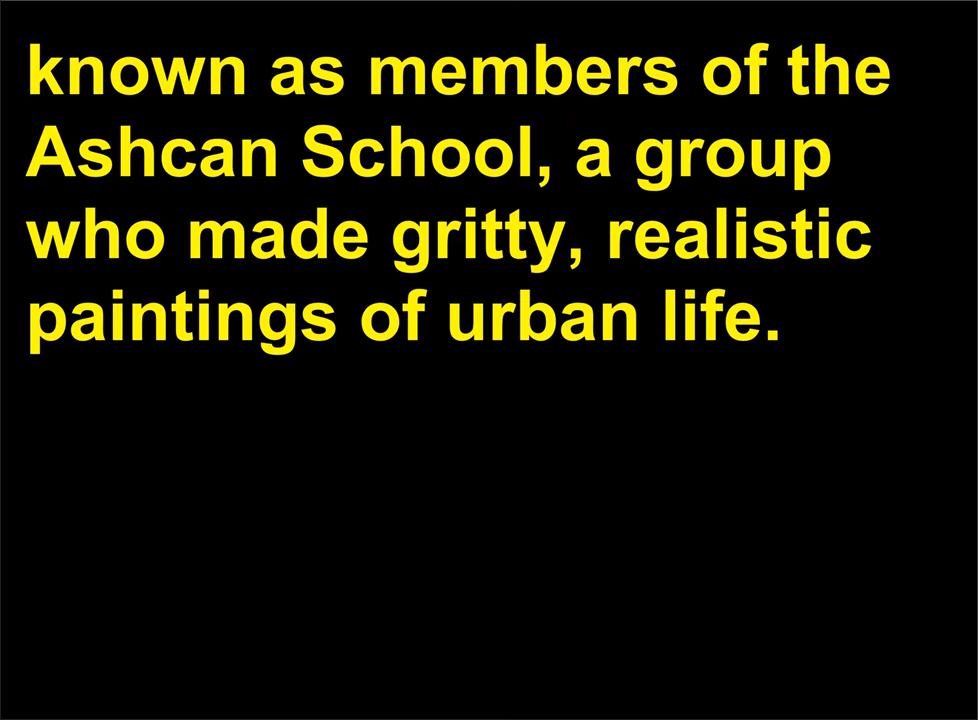 known as members of the
Ashcan School, a group
who made gritty, realistic
paintings of urban life.